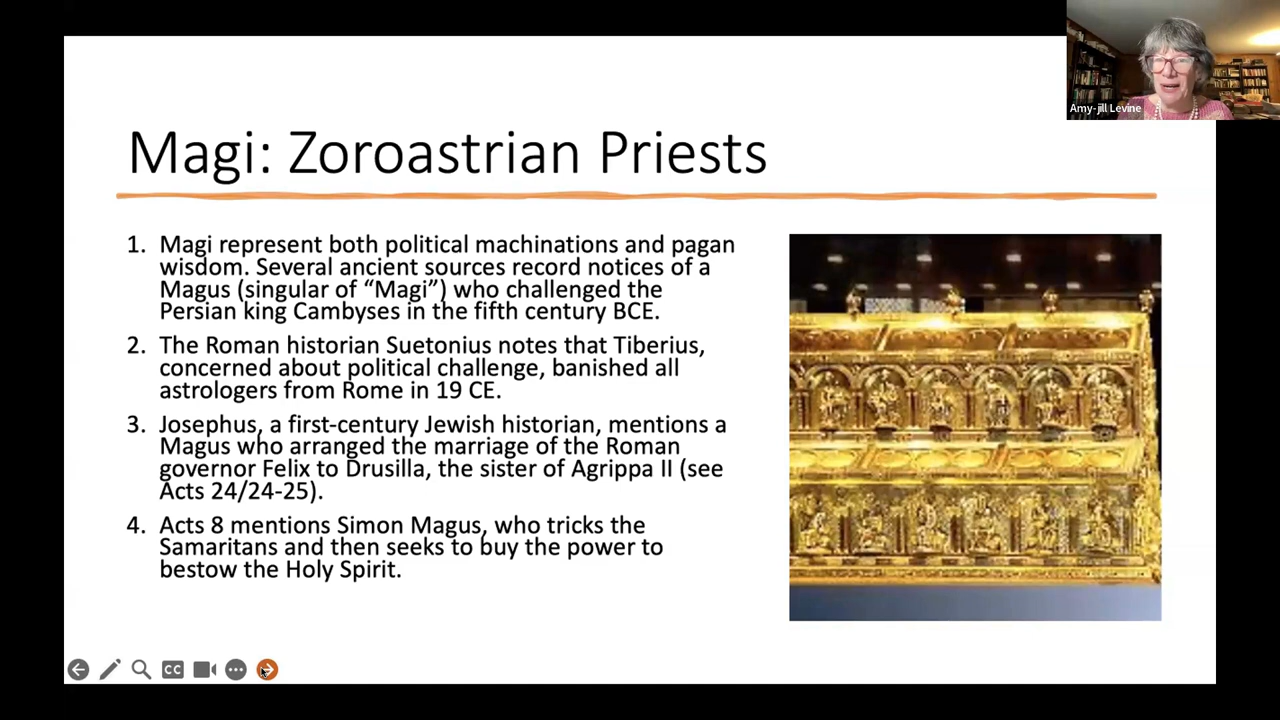 Amy-jill Levine
Magi: Zoroastrian Priests
1. Magi represent both political machinations and pagan
wisdom. Several ancient sources record notices of a
Magus (singular of “Magi”) who challenged the
Persian king Cambyses in the fifth century BCE.
2. The Roman historian Suetonius notes that Tiberius,
concerned about political challenge, banished all
astrologers from Rome in 19 CE.
3. Josephus, a first-century Jewish historian, mentions a
Magus who arranged the marriage of the Roman
governor Felix to Drusilla, the sister of Agrippa II (see
Acts 24/24-25).
4. Acts 8 mentions Simon Magus, who tricks the
Samaritans and then seeks to buy the power to
bestow the Holy Spirit.
CC